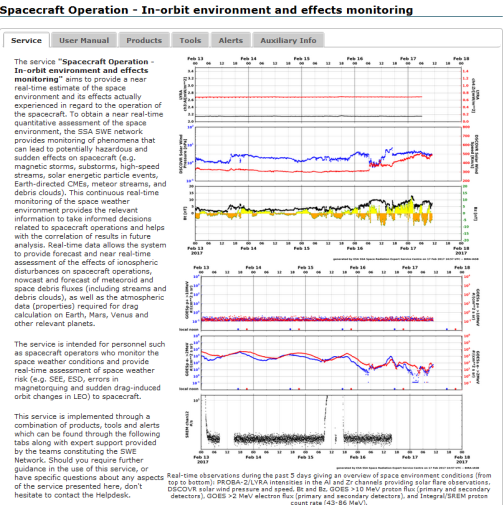 Spacecraft Operation - In-orbit environment and effects monitoring
Service User Manual Products Tools Alerts Auxiliary Info
The service "Spacecraft Operation -
In-orbit environment and effects
monitoring" aims to provide a near
real-time estimate of the space
environment and its effects actually
experienced in regard to the operation of
the spacecraft. To obtain a near real-time
quantitative assessment of the space
environment, the SSA SWE network
provides monitoring of phenomena that
can lead to potentially hazardous and
sudden effects on spacecraft (e.g.
magnetic storms, substorms, high-speed
streams, solar energetic particle events,
Earth-directed CMEs, meteor streams, and
debris clouds). This continuous real-time
monitoring of the space weather
environment provides the relevant
information to take informed decisions
related to spacecraft operations and helps
with the correlation of results in future
analysis. Real-time data allows the system
to provide forecast and near real-time
assessment of the effects of ionospheric
disturbances on spacecraft operations,
nowcast and forecast of meteoroid and
space debris fluxes (including streams and
debris clouds), as well as the atmospheric
data (properties) required for drag
calculation on Earth, Mars, Venus and
other relevant planets.
The service is intended for personnel such
as spacecraft operators who monitor the
space weather conditions and provide
real-time assessment of space weather
risk (e.g. SEE, ESD, errors in
magnetorquing and sudden drag-induced
orbit changes in LEO) to spacecraft.
This service is implemented through a
combination of products, tools and alerts
which can be found through the following
tabs along with expert support provided
by the teams constituting the SWE
Network. Should you require further
guidance in the use of this service, or
have specific questions about any aspects
of the service presented here, don't
hesitate to contact the Helpdesk.
Feb 13 Feb 14 Feb 15 Feb 16 Feb 17 Feb 18
2017 2017
Feb 13 Feb 14 Feb 15 Feb 16 Feb 17 Feb 18
local noon
local noon
Feb 13 Feb 14 Feb 15 Feb 16 Feb 17 Feb 18
2017 2017
Real-time observations during the past 5 days giving an overview of space environment conditions (from
top to bottom): PROBA-2/LYRA intensities in the Al and Zr channels providing solar flare observations,
DSCOVR solar wind pressure and speed, Bt and Bz, GOES >10 MeV proton flux (primary and secondary
detectors), GOES >2 MeV electron flux (primary and secondary detectors), and Integral/SREM proton
count rate (43-86 MeV).